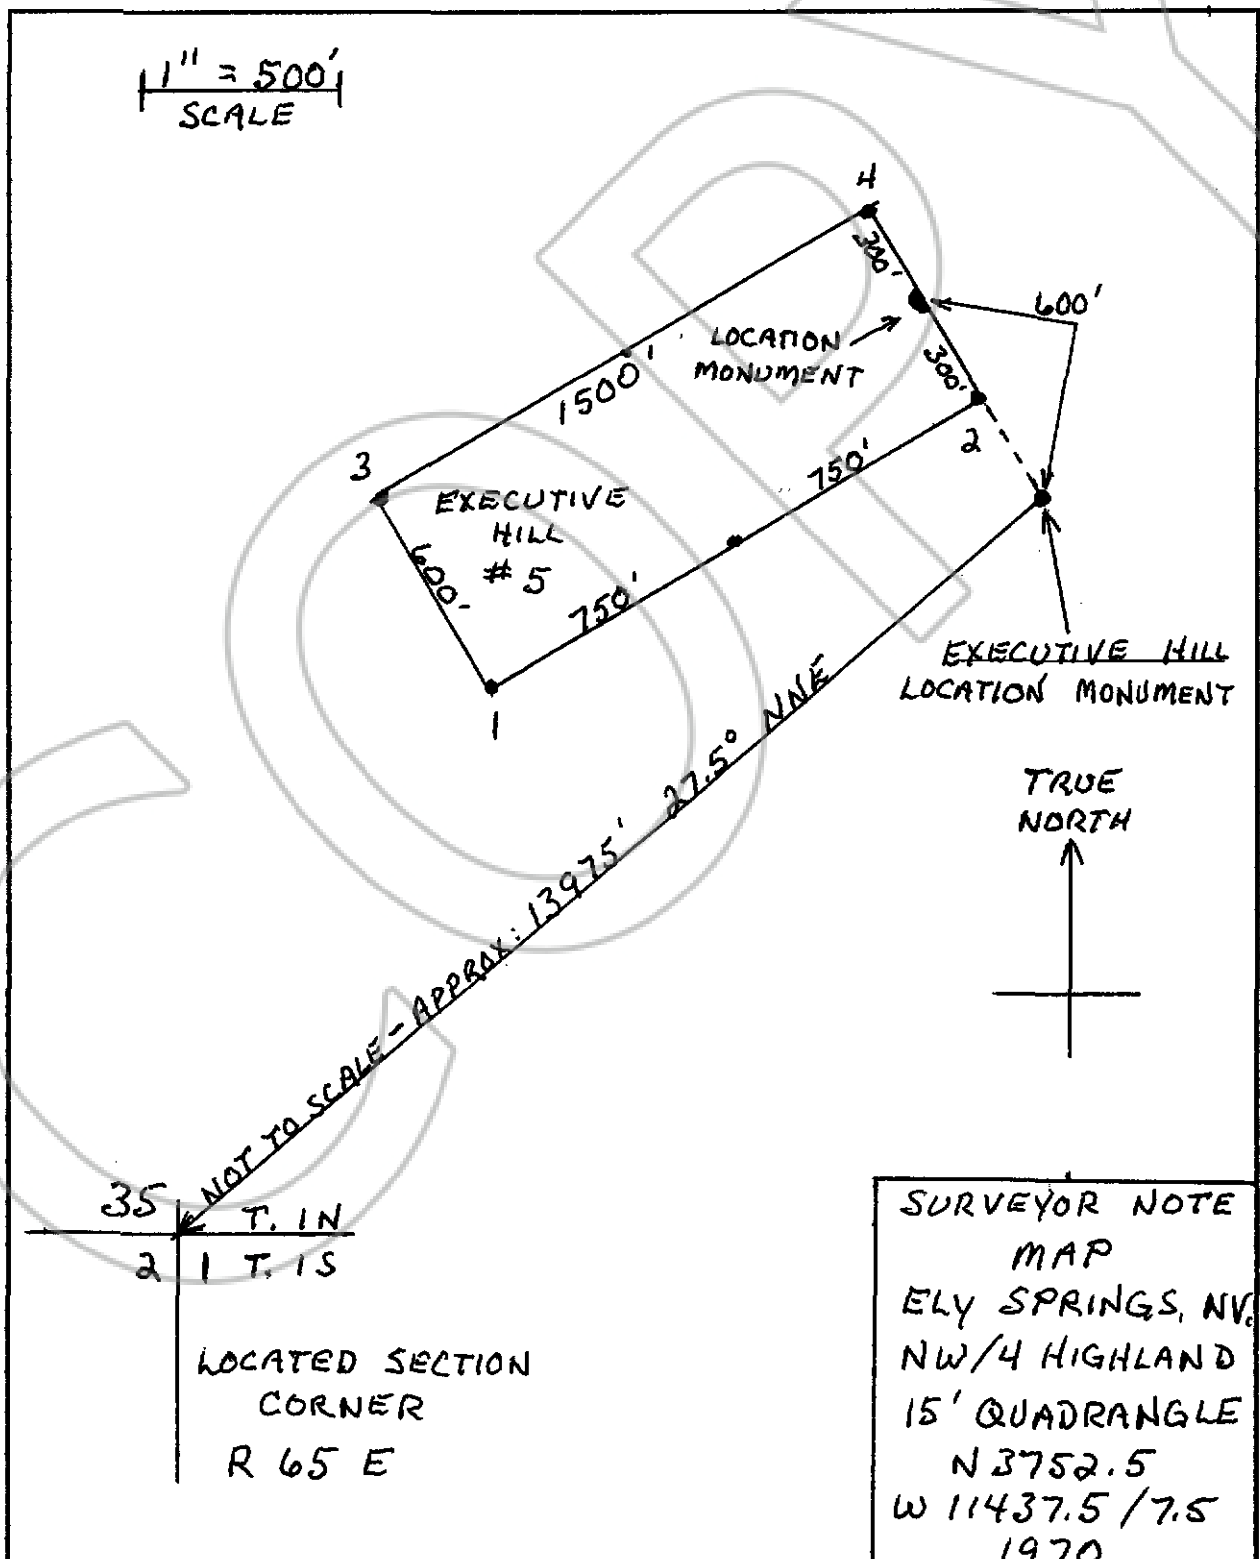 1" = 500'
SCALE
4
300'
600'
LOCATION
MONUMENT
300'
1500'
2
3
750'
EXECUTIVE
HILL
# 5
600'
750'
1
EXECUTIVE HILL
LOCATION MONUMENT
NOT TO SCALE - APPROX: 13975' 27.5° NNE
TRUE
NORTH
35 T. 1N
2 1 T. 1S
LOCATED SECTION
CORNER
R 65 E
SURVEYOR NOTE
MAP
ELY SPRINGS, NV.
NW/4 HIGHLAND
15' QUADRANGLE
N 3752.5
W 11437.5 / 7.5
1970
COPY